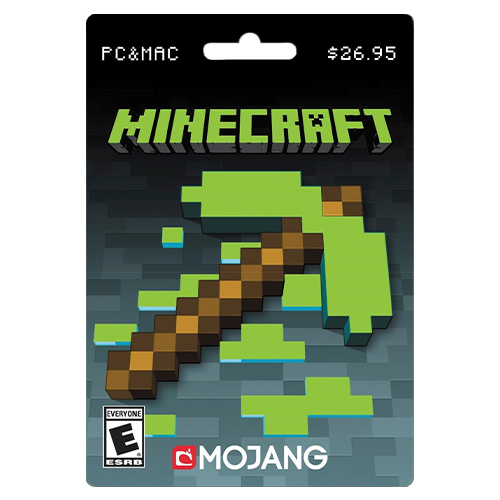 PC&MAC $26.95
MINECRAFT
EVERYONE
E
ESRB
MOJANG